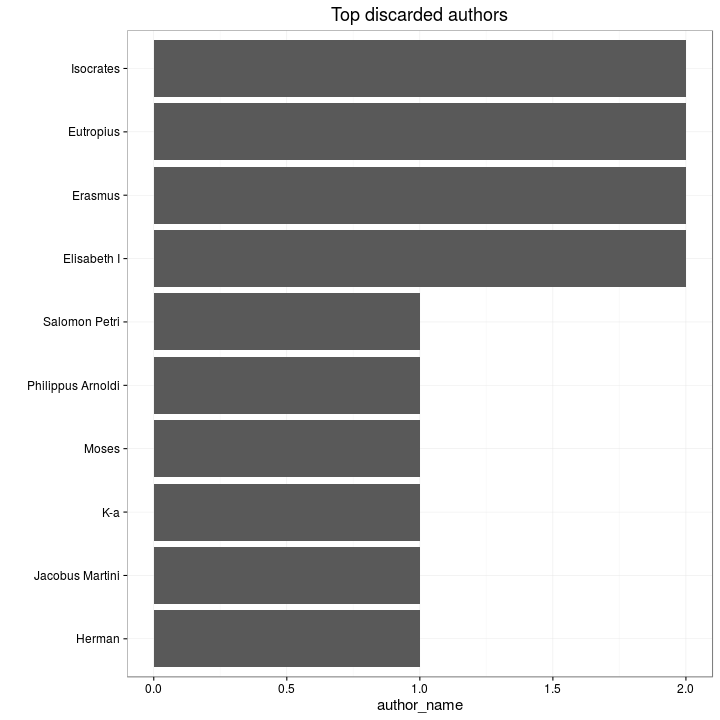 Top discarded authors
Isocrates
Eutropius
Erasmus
Elisabeth I
Salomon Petri
Philippus Arnoldi
Moses
K-a
Jacobus Martini
Herman
0.0 0.5 1.0 1.5 2.0
author_name